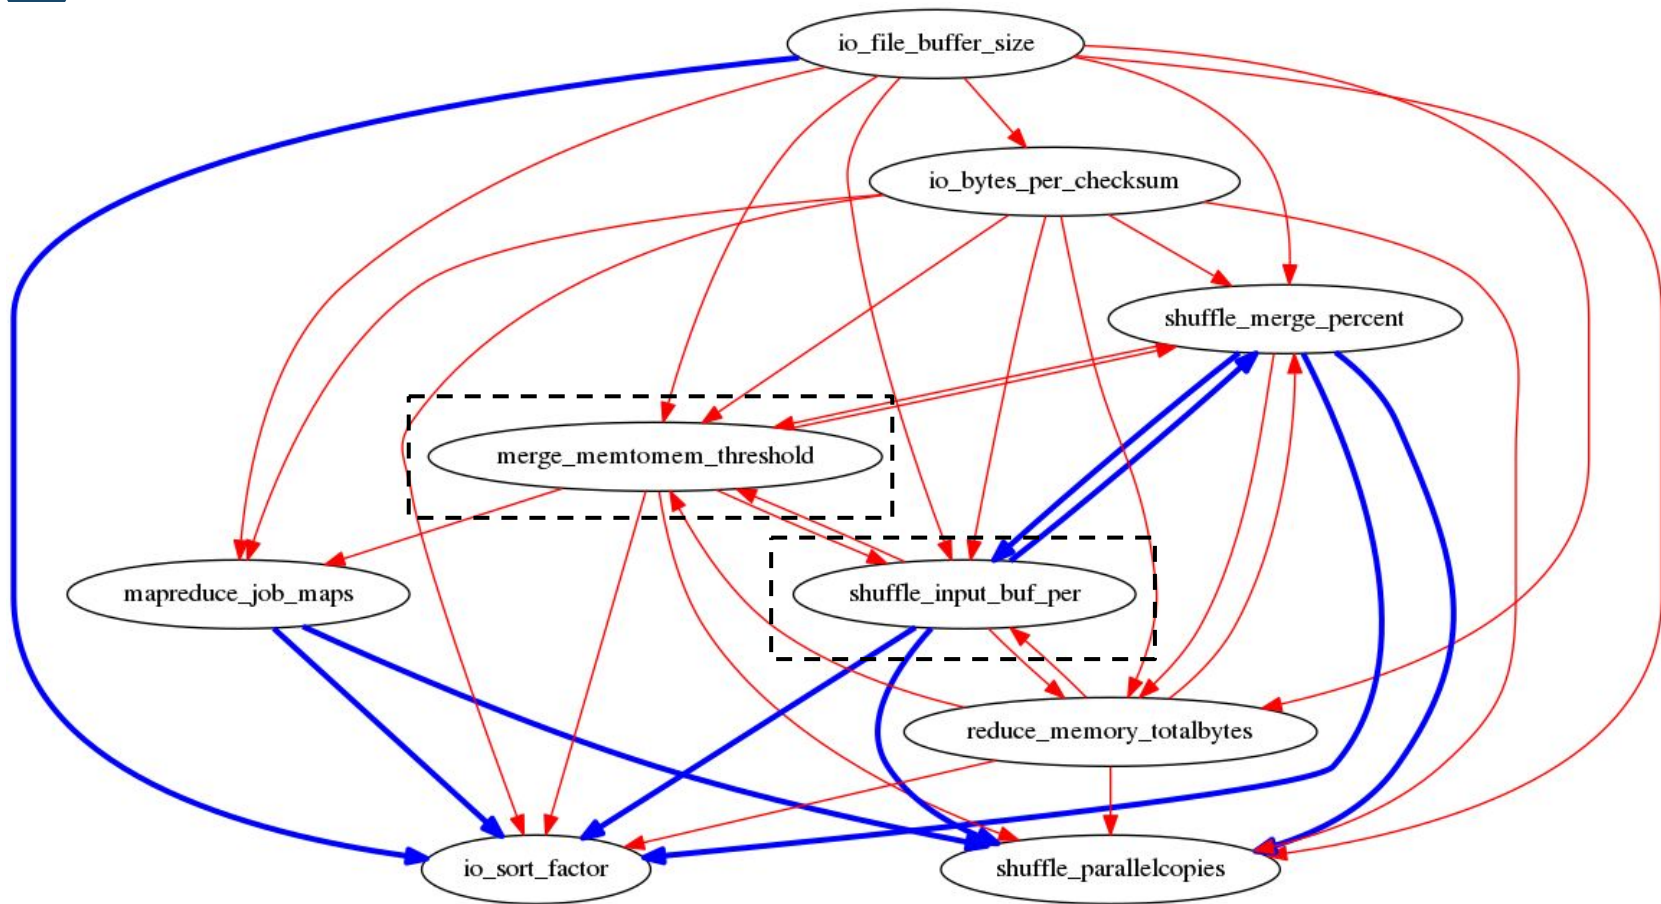 io_file_buffer_size
io_bytes_per_checksum
shuffle_merge_percent
merge_memtomem_threshold
mapreduce_job_maps
shuffle_input_buf_per
reduce_memory_totalbytes
io_sort_factor
shuffle_parallelcopies